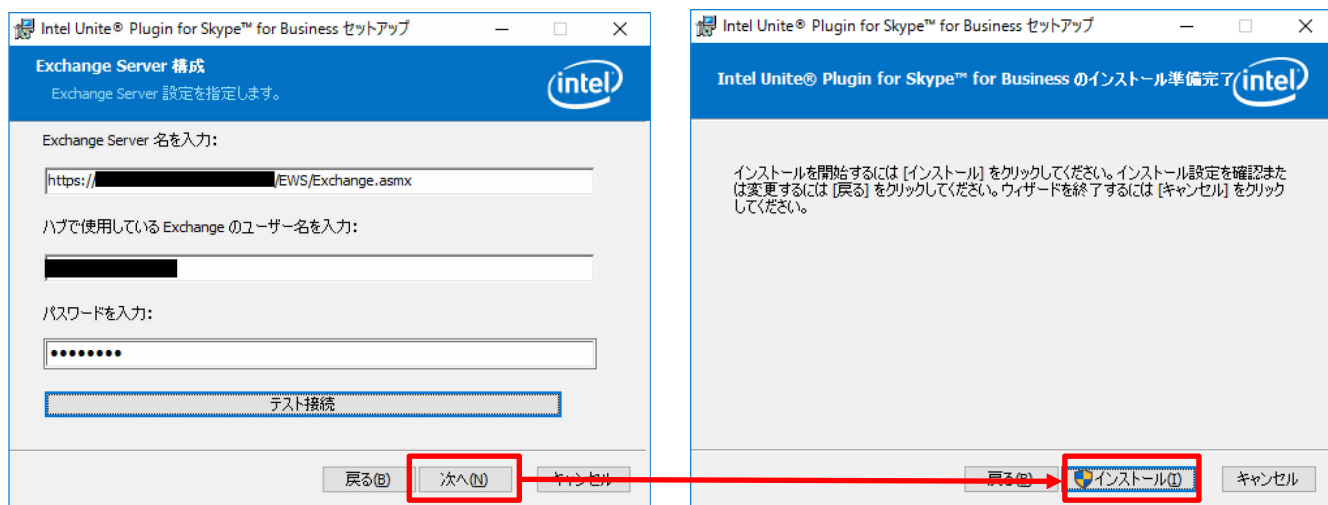 Intel Unite® Plugin for Skype™ for Business セットアップ
Exchange Server 構成
Exchange Server 設定を指定します。
intel
Exchange Server 名を入力:
https:// /EWS/Exchange.asmx
ハブで使用している Exchange のユーザー名を入力:
パスワードを入力:
••••••••
テスト接続
戻る(B) 次へ(N) キャンセル
Intel Unite® Plugin for Skype™ for Business セットアップ
Intel Unite® Plugin for Skype™ for Business のインストール準備完了
intel
インストールを開始するには [インストール] をクリックしてください。インストール設定を確認また
は変更するには [戻る] をクリックしてください。ウィザードを終了するには [キャンセル] をクリック
してください。
戻る(B) インストール(I) キャンセル